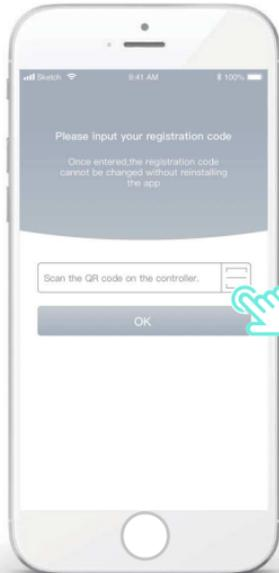 Sketch 9:41 AM 100%
Please input your registration code
Once entered,the registration code
cannot be changed without reinstalling
the app
Scan the QR code on the controller.
OK